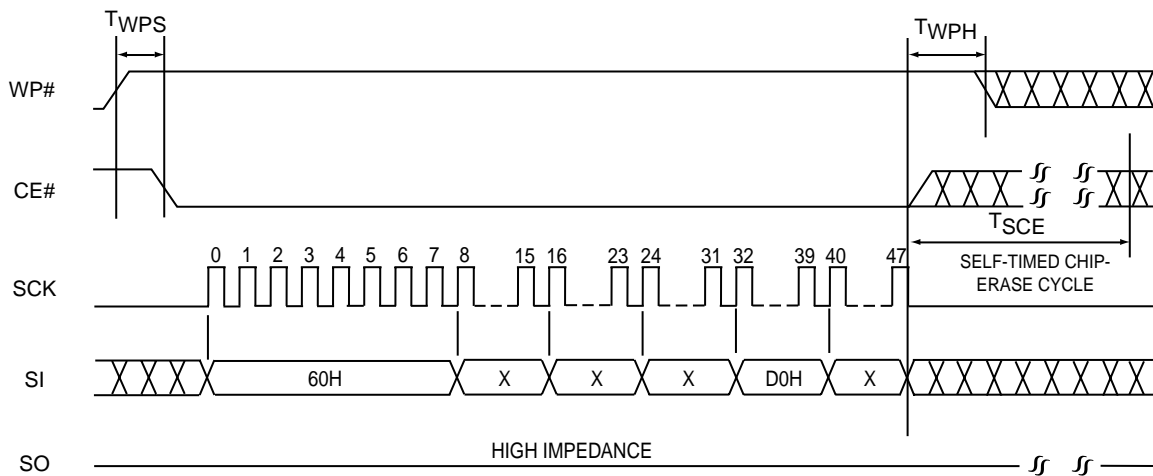 TWPS
TWPH
WP#
CE#
TSCE
0 1 2 3 4 5 6 7 8 15 16 23 24 31 32 39 40 47
SELF-TIMED CHIP-
ERASE CYCLE
SCK
SI
60H X X X D0H X
HIGH IMPEDANCE
SO